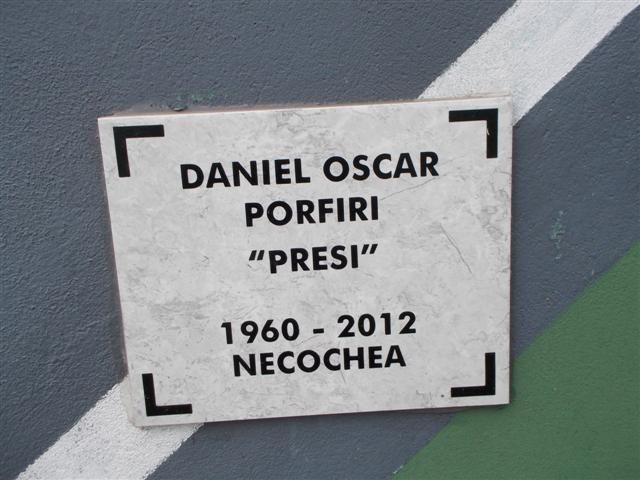 DANIEL OSCAR
PORFIRI
“PRESI”
1960 - 2012
NECOCHEA